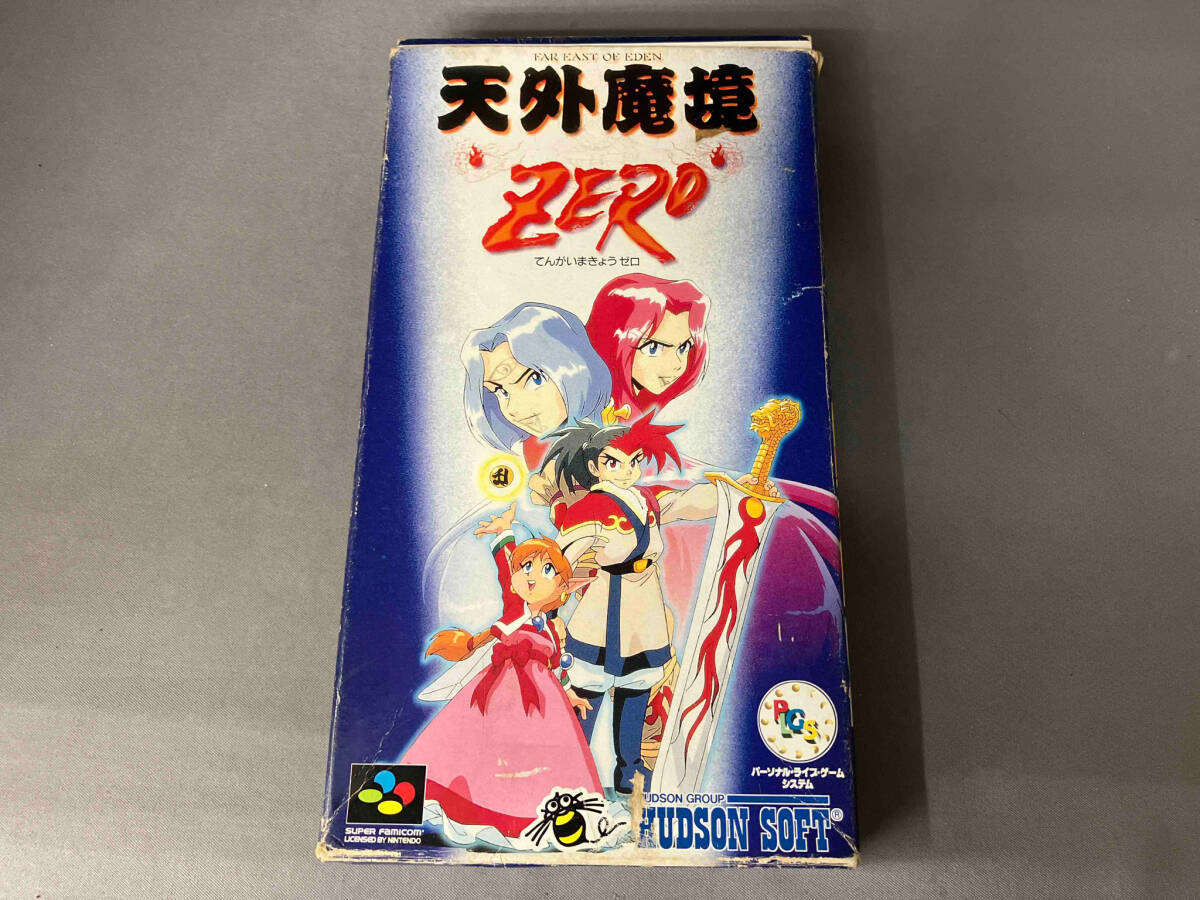 FAR EAST OF EDEN
天外魔境
ZERO
てんがいまきょうゼロ
乱
PLGS
パーソナル・ライブ・ゲーム
システム
SUPER FAMICOM
LICENSED BY NINTENDO
HUDSON GROUP
HUDSON SOFT®